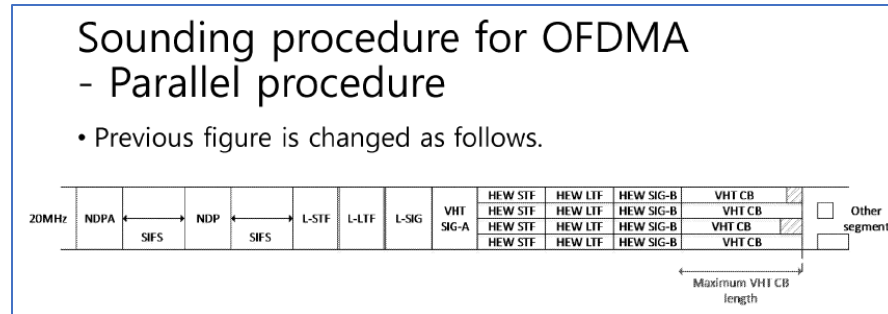 Sounding procedure for OFDMA
- Parallel procedure
• Previous figure is changed as follows.
20MHz NDPA SIFS NDP SIFS L-STF L-LTF L-SIG VHT SIG-A
HEW STF HEW LTF HEW SIG-B VHT CB
HEW STF HEW LTF HEW SIG-B VHT CB
HEW STF HEW LTF HEW SIG-B VHT CB
HEW STF HEW LTF HEW SIG-B VHT CB
Other
segment
Maximum VHT CB
length